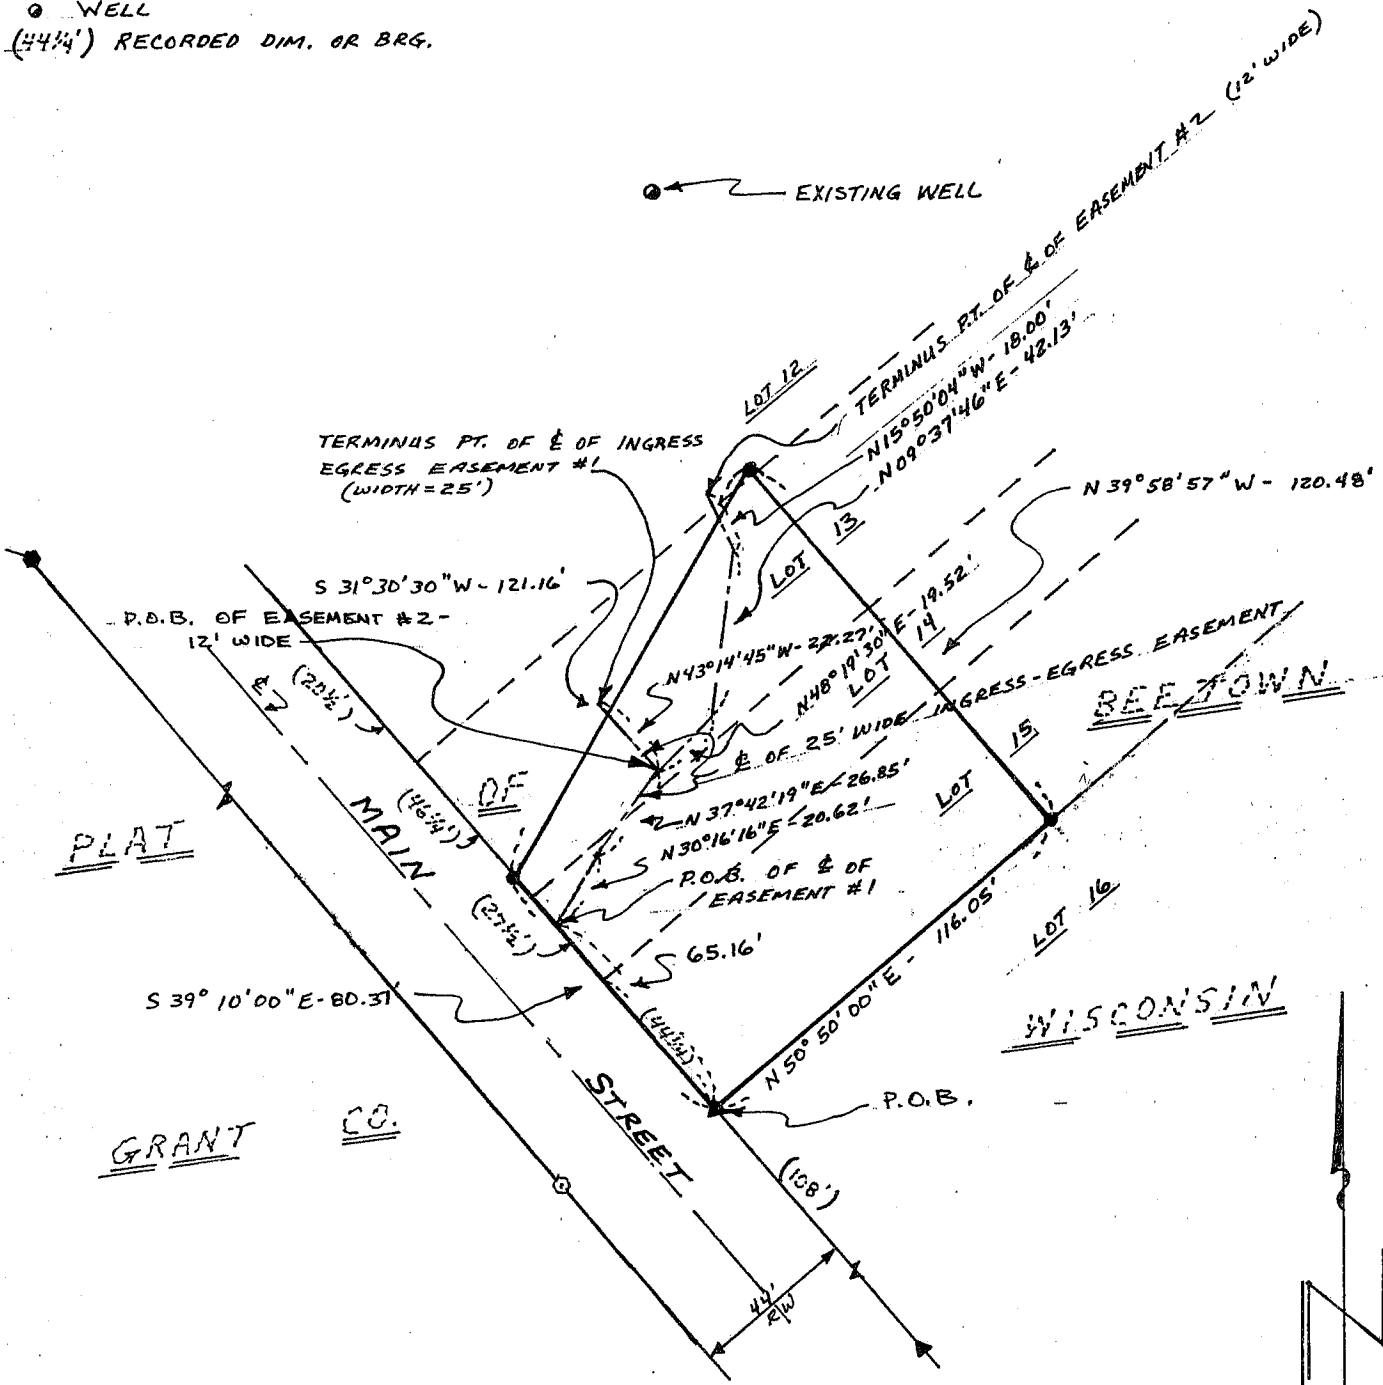 WELL
(44¼') RECORDED DIM. OR BRG.
EXISTING WELL
TERMINUS PT. OF ℄ OF EASEMENT #2 (12' WIDE)
N15°50'04"W - 18.00'
N09°37'46"E - 42.13'
LOT 12
TERMINUS PT. OF ℄ OF INGRESS
EGRESS EASEMENT #1
(WIDTH = 25')
N 39°58'57"W - 120.48'
LOT 13
S 31°30'30"W - 121.16'
P.O.B. OF EASEMENT #2 -
12' WIDE
N43°14'45"W - 22.27'
N48°19'30"E - 19.52'
LOT 14
℄ OF 25' WIDE INGRESS-EGRESS EASEMENT
BEETOWN
(20½')
℄
LOT 15
(46¼')
OF
N 37°42'19"E - 26.85'
N 30°16'16"E - 20.62'
PLAT
MAIN
P.O.B. OF ℄ OF
EASEMENT #1
(27½')
LOT 16
65.16'
N 50°50'00"E - 116.05'
S 39°10'00"E - 80.37'
(44¼')
WISCONSIN
P.O.B.
STREET
GRANT CO.
(108')
44'
R/W
N